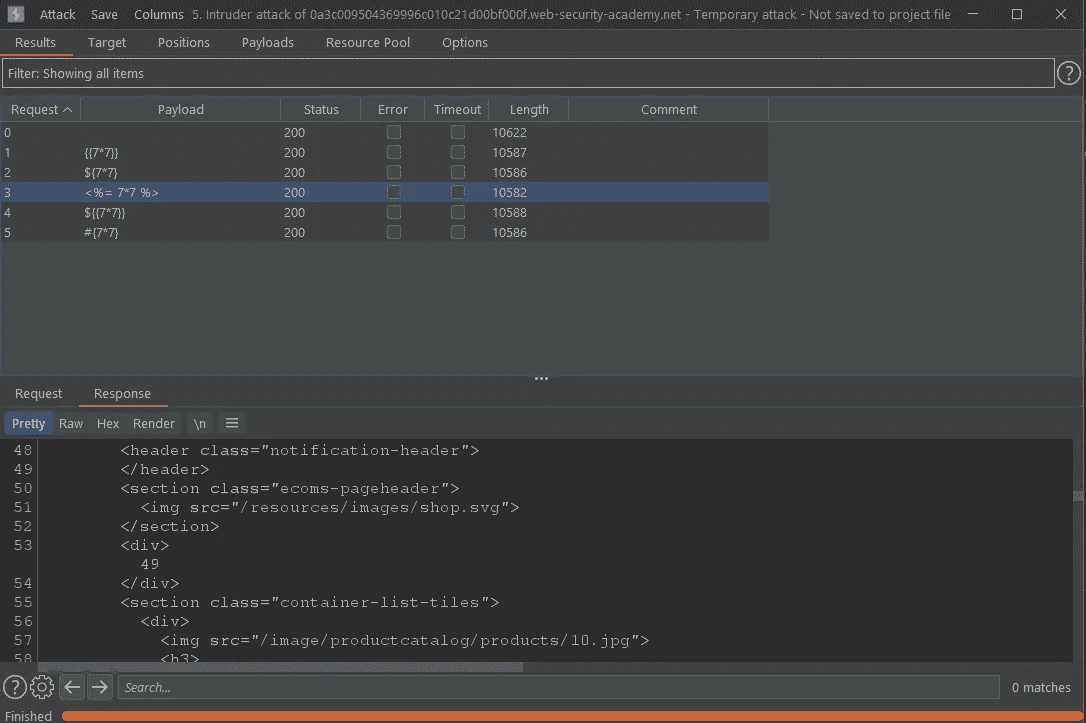 Attack Save Columns 5. Intruder attack of 0a3c009504369996c010c21d00bf000f.web-security-academy.net - Temporary attack - Not saved to project file
Results Target Positions Payloads Resource Pool Options
Filter: Showing all items ?
Request Payload Status Error Timeout Length Comment
0 200 10622
1 {{7*7}} 200 10587
2 ${7*7} 200 10586
3 <%= 7*7 %> 200 10582
4 ${{7*7}} 200 10588
5 #{7*7} 200 10586
Request Response
Pretty Raw Hex Render \n
48 <header class="notification-header">
49 </header>
50 <section class="ecoms-pageheader">
51 <img src="/resources/images/shop.svg">
52 </section>
53 <div>
49
54 </div>
55 <section class="container-list-tiles">
56 <div>
57 <img src="/image/productcatalog/products/10.jpg">
58 <h3>
? Search... 0 matches
Finished